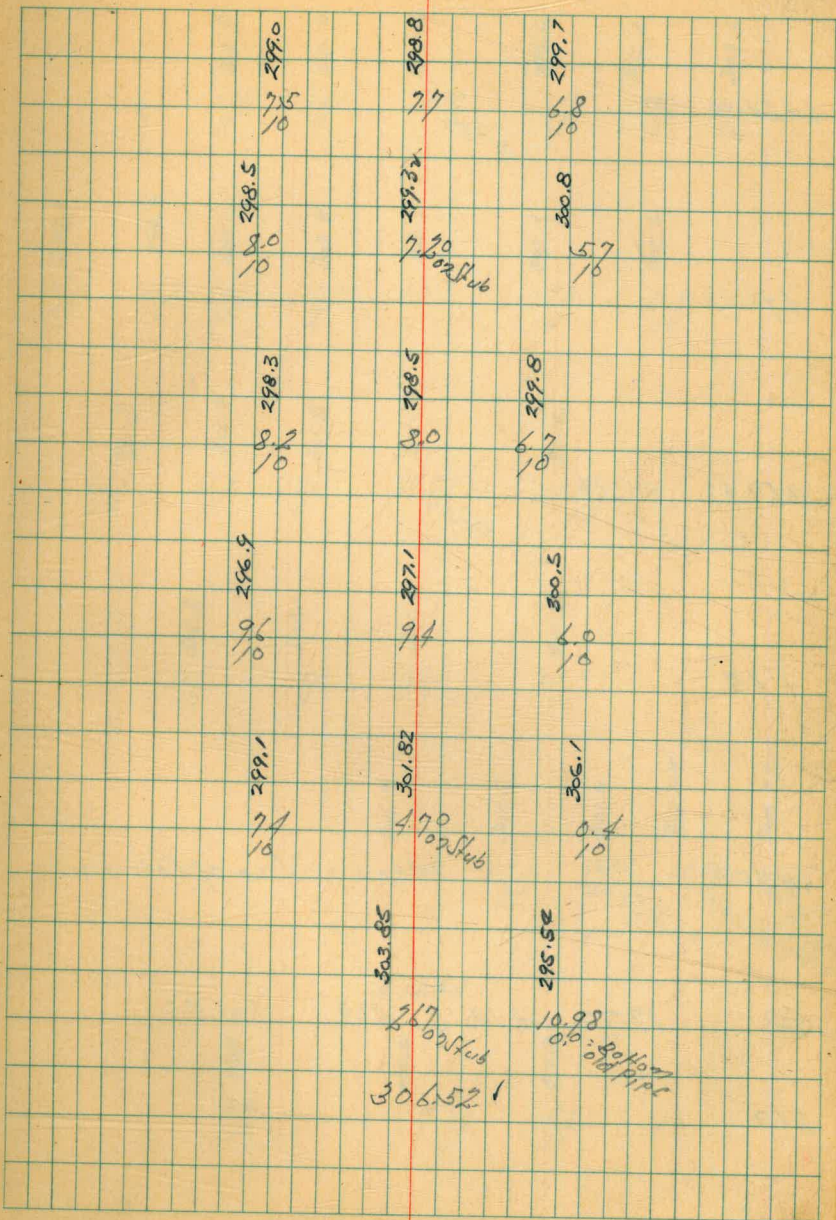 299.0 298.8 299.7
7.5 7.7 6.8
10 10
298.5 299.32 300.8
8.0 7.20 5.7
10 on Stub 10
298.3 298.5 299.8
8.2 8.0 6.7
10 10
296.9 297.1 300.5
9.6 9.4 6.0
10 10
299.1 301.82 306.1
7.4 4.70 0.4
10 on Stub 10
303.85 295.54
2.67 10.98
on Stub 0.0 = Bottom
old pipe
306.52 ✓